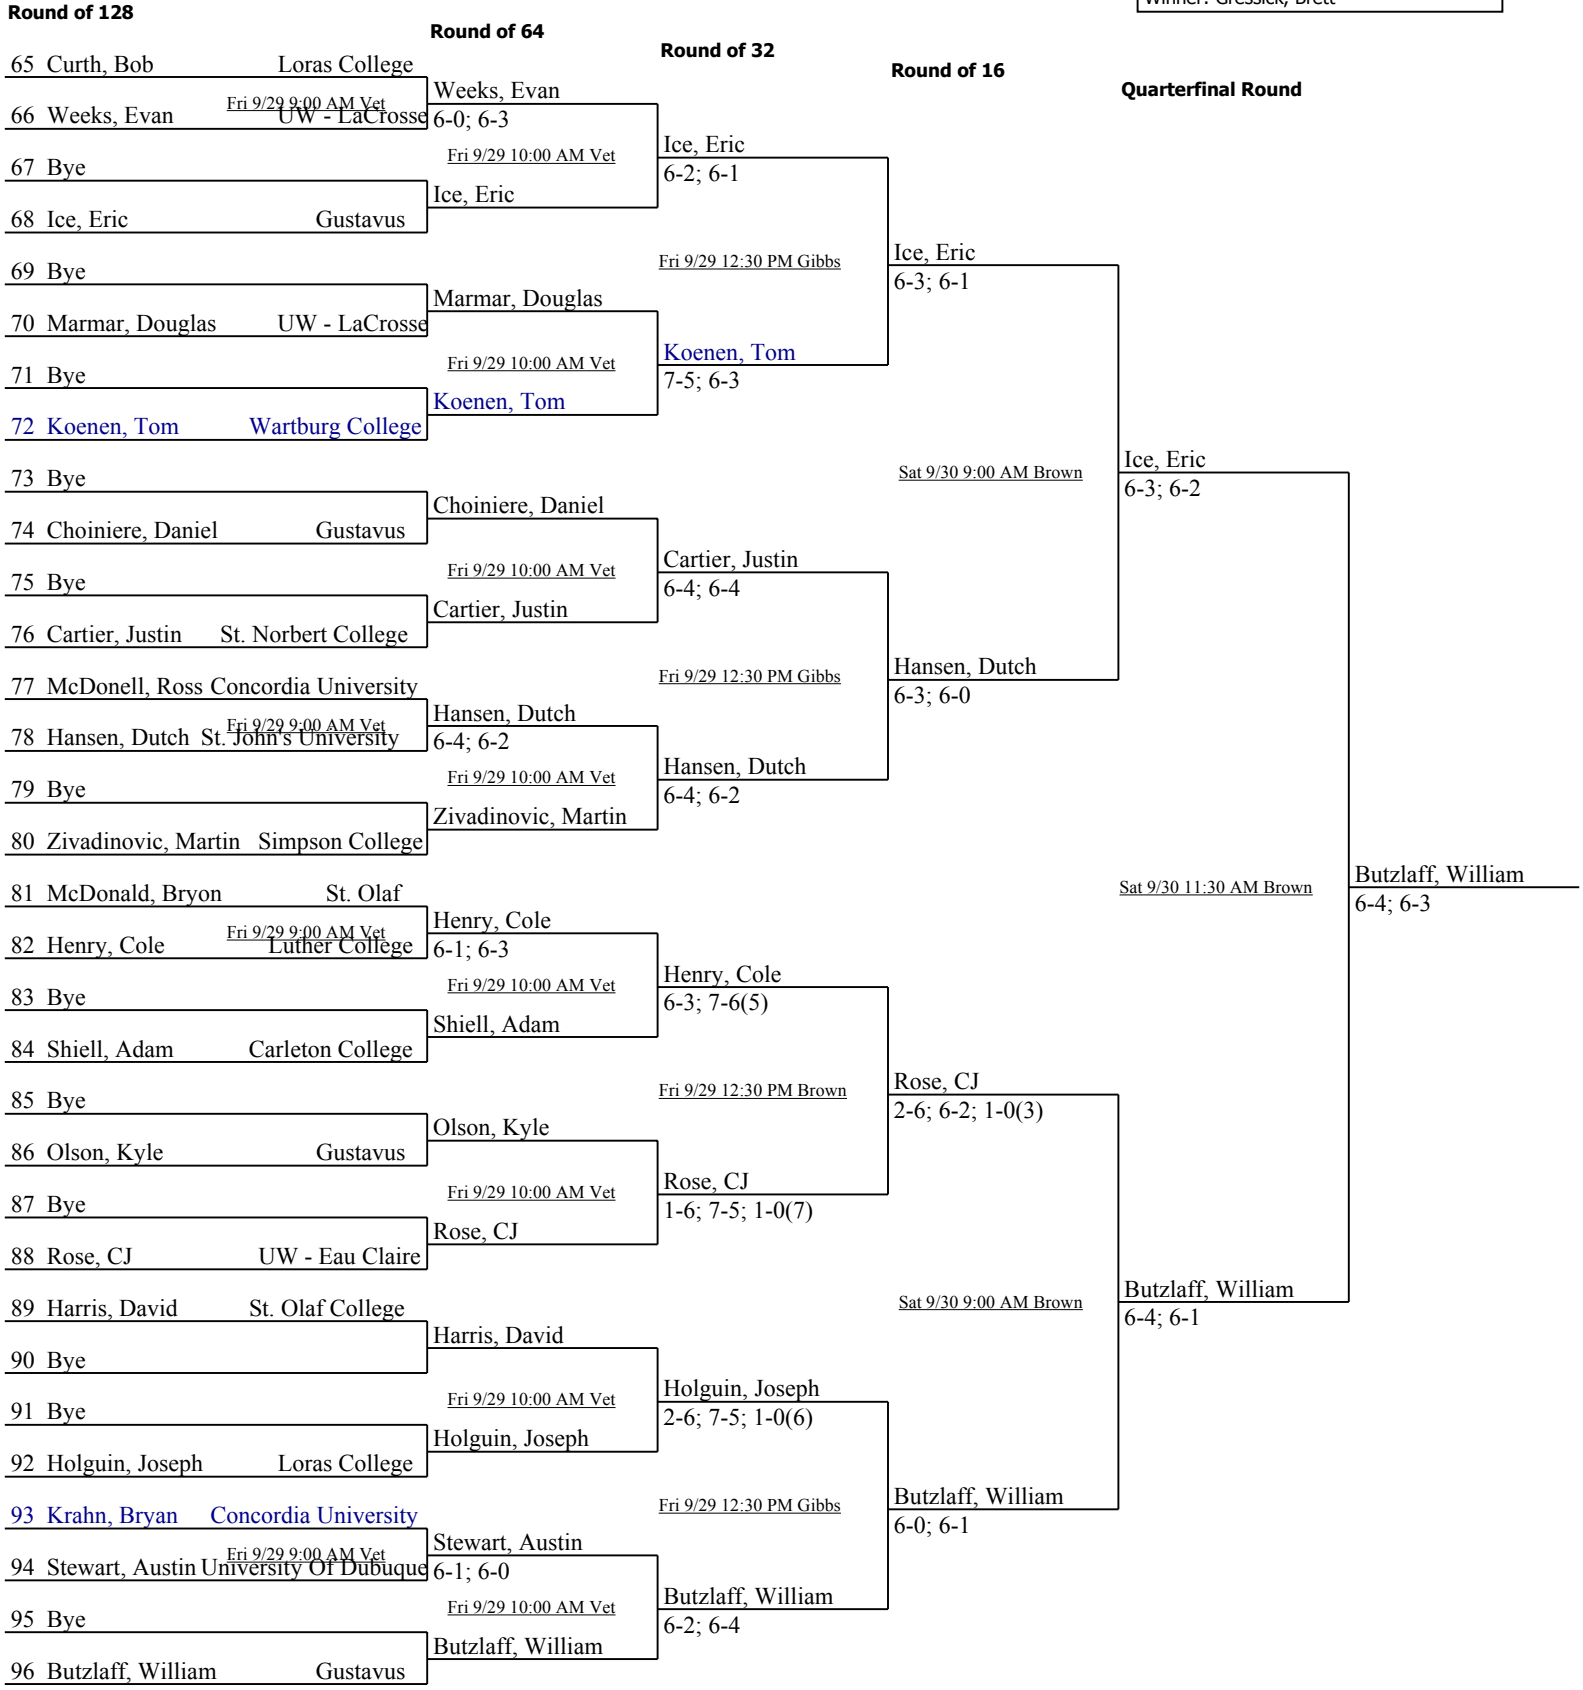 Winner: Gressick, Brett
Round of 128
Round of 64
Round of 32
Round of 16
Quarterfinal Round
65 Curth, Bob Loras College
Fri 9/29 9:00 AM Vet
66 Weeks, Evan UW - LaCrosse
67 Bye
68 Ice, Eric Gustavus
69 Bye
70 Marmar, Douglas UW - LaCrosse
71 Bye
72 Koenen, Tom Wartburg College
73 Bye
74 Choiniere, Daniel Gustavus
75 Bye
76 Cartier, Justin St. Norbert College
77 McDonell, Ross Concordia University
Fri 9/29 9:00 AM Vet
78 Hansen, Dutch St. John's University
79 Bye
80 Zivadinovic, Martin Simpson College
81 McDonald, Bryon St. Olaf
Fri 9/29 9:00 AM Vet
82 Henry, Cole Luther College
83 Bye
84 Shiell, Adam Carleton College
85 Bye
86 Olson, Kyle Gustavus
87 Bye
88 Rose, CJ UW - Eau Claire
89 Harris, David St. Olaf College
90 Bye
91 Bye
92 Holguin, Joseph Loras College
93 Krahn, Bryan Concordia University
Fri 9/29 9:00 AM Vet
94 Stewart, Austin University Of Dubuque
95 Bye
96 Butzlaff, William Gustavus
Weeks, Evan
6-0; 6-3
Fri 9/29 10:00 AM Vet
Ice, Eric
Marmar, Douglas
Fri 9/29 10:00 AM Vet
Koenen, Tom
Choiniere, Daniel
Fri 9/29 10:00 AM Vet
Cartier, Justin
Hansen, Dutch
6-4; 6-2
Fri 9/29 10:00 AM Vet
Zivadinovic, Martin
Henry, Cole
6-1; 6-3
Fri 9/29 10:00 AM Vet
Shiell, Adam
Olson, Kyle
Fri 9/29 10:00 AM Vet
Rose, CJ
Harris, David
Fri 9/29 10:00 AM Vet
Holguin, Joseph
Stewart, Austin
6-1; 6-0
Fri 9/29 10:00 AM Vet
Butzlaff, William
Ice, Eric
6-2; 6-1
Fri 9/29 12:30 PM Gibbs
Koenen, Tom
7-5; 6-3
Cartier, Justin
6-4; 6-4
Fri 9/29 12:30 PM Gibbs
Hansen, Dutch
6-4; 6-2
Henry, Cole
6-3; 7-6(5)
Fri 9/29 12:30 PM Brown
Rose, CJ
1-6; 7-5; 1-0(7)
Holguin, Joseph
2-6; 7-5; 1-0(6)
Fri 9/29 12:30 PM Gibbs
Butzlaff, William
6-2; 6-4
Ice, Eric
6-3; 6-1
Sat 9/30 9:00 AM Brown
Hansen, Dutch
6-3; 6-0
Rose, CJ
2-6; 6-2; 1-0(3)
Sat 9/30 9:00 AM Brown
Butzlaff, William
6-0; 6-1
Ice, Eric
6-3; 6-2
Sat 9/30 11:30 AM Brown
Butzlaff, William
6-4; 6-1
Butzlaff, William
6-4; 6-3